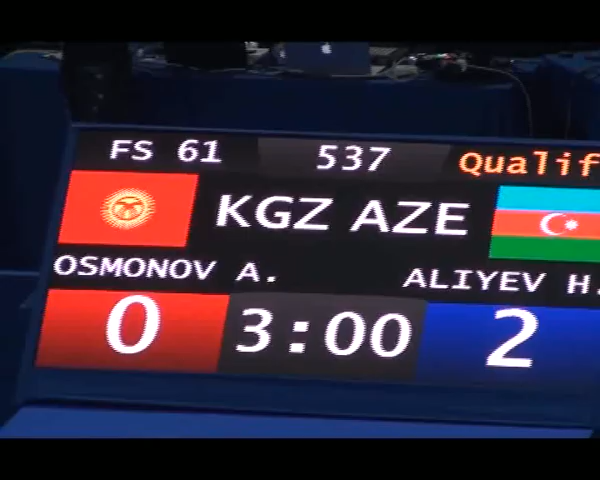 FS 61 537 Qualif
KGZ AZE
OSMONOV A. ALIYEV H.
0 3:00 2